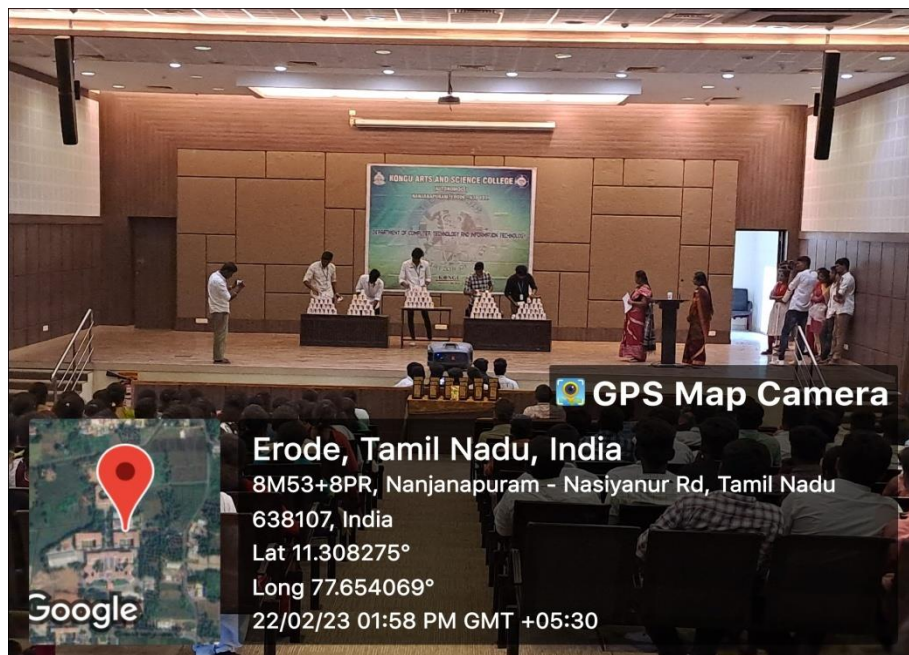 KONGU ARTS AND SCIENCE COLLEGE
DEPARTMENT OF COMPUTER TECHNOLOGY AND INFORMATION TECHNOLOGY
GPS Map Camera
Erode, Tamil Nadu, India
8M53+8PR, Nanjanapuram - Nasiyanur Rd, Tamil Nadu
638107, India
Lat 11.308275°
Long 77.654069°
22/02/23 01:58 PM GMT +05:30
Google